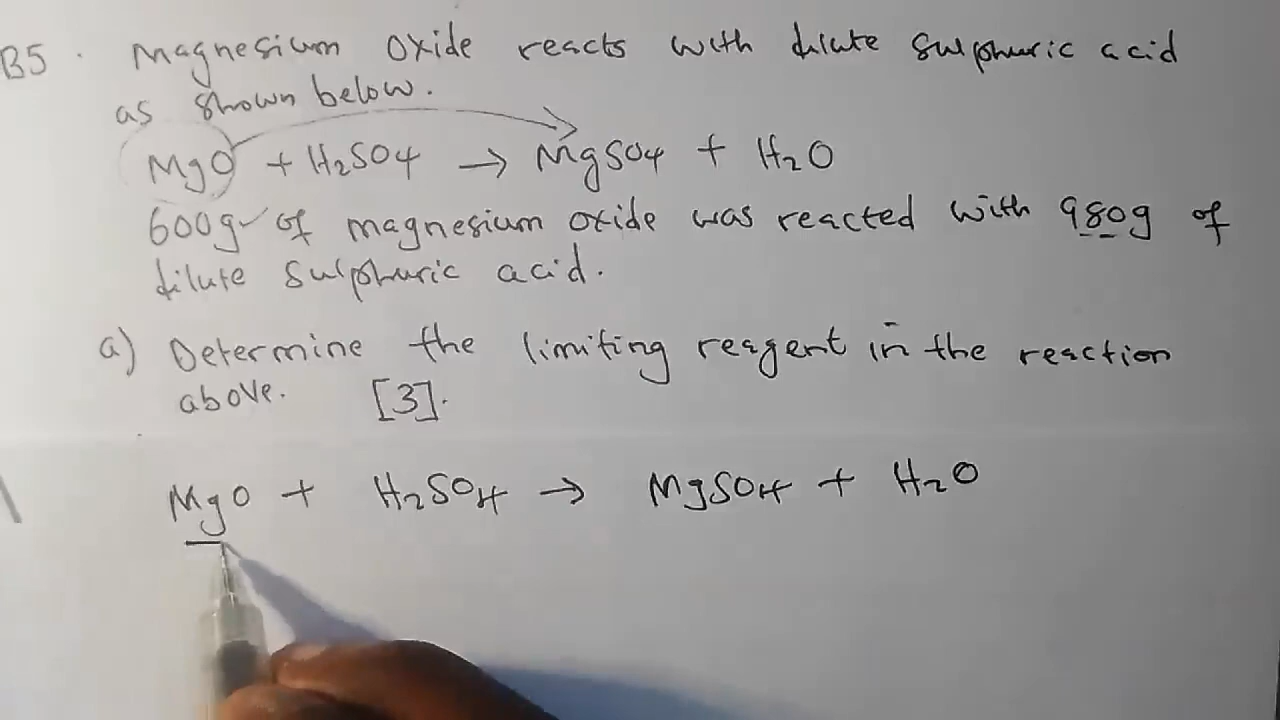 B5. Magnesium oxide reacts with dilute sulphuric acid
as shown below.
MgO + H₂SO4 → MgSO4 + H₂O
600g of magnesium oxide was reacted with 980g of
dilute sulphuric acid.
a) Determine the limiting reagent in the reaction
above. [3].
MgO + H₂SO4 → MgSO4 + H₂O